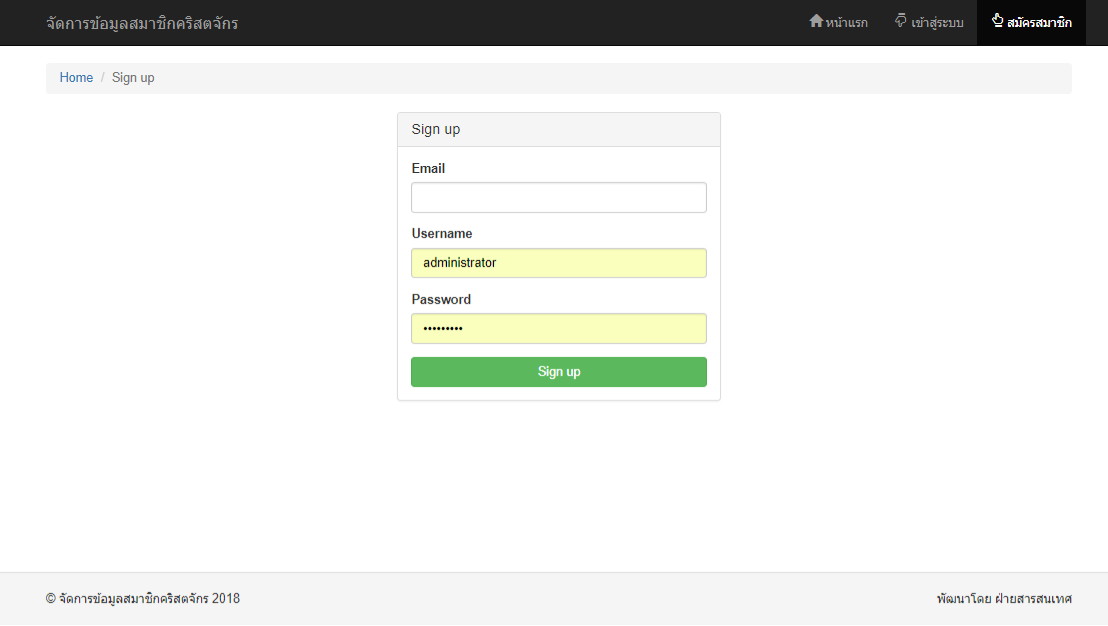 จัดการข้อมูลสมาชิกคริสตจักร
หน้าแรก เข้าสู่ระบบ สมัครสมาชิก
Home / Sign up
Sign up
Email
Username
administrator
Password
•••••••••
Sign up
© จัดการข้อมูลสมาชิกคริสตจักร 2018
พัฒนาโดย ฝ่ายสารสนเทศ